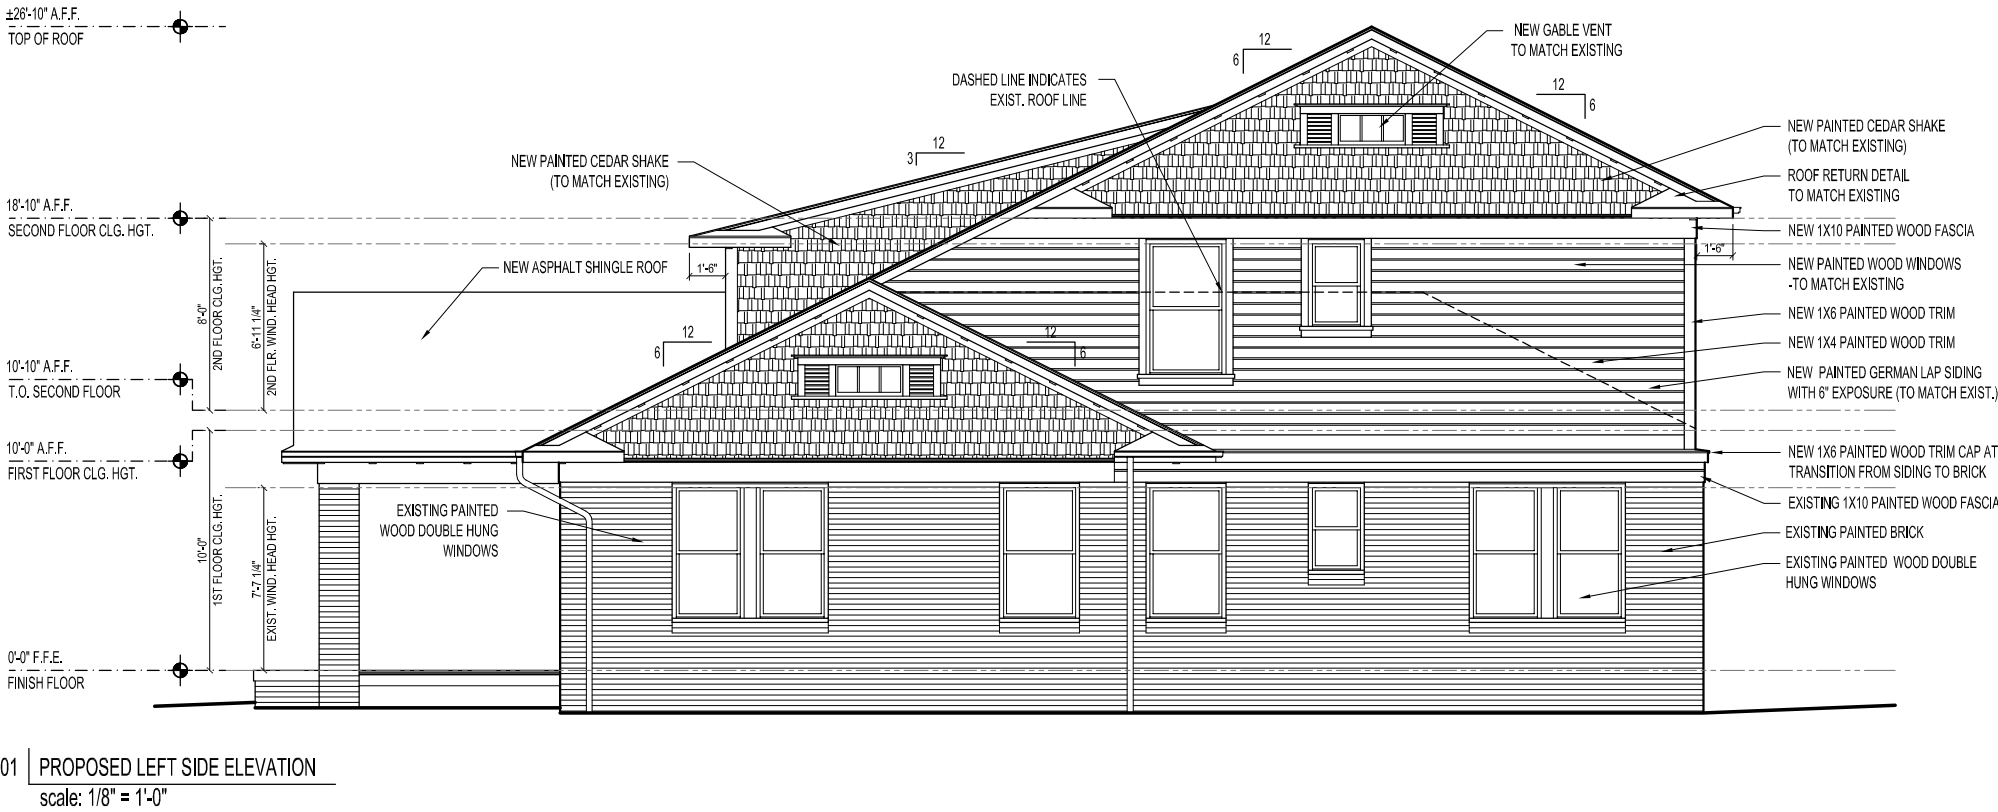 ±26'-10" A.F.F.
TOP OF ROOF
18'-10" A.F.F.
SECOND FLOOR CLG. HGT.
10'-10" A.F.F.
T.O. SECOND FLOOR
10'-0" A.F.F.
FIRST FLOOR CLG. HGT.
0'-0" F.F.E.
FINISH FLOOR
8'-0"
2ND FLOOR CLG. HGT.
6'-11 1/4"
2ND FLR. WIND. HEAD HGT.
10'-0"
1ST FLOOR CLG. HGT.
7'-7 1/4"
EXIST. WIND. HEAD HGT.
NEW ASPHALT SHINGLE ROOF
NEW PAINTED CEDAR SHAKE
(TO MATCH EXISTING)
DASHED LINE INDICATES
EXIST. ROOF LINE
12
3
12
6
12
6
1'-6"
12
6
12
6
EXISTING PAINTED
WOOD DOUBLE HUNG
WINDOWS
NEW GABLE VENT
TO MATCH EXISTING
NEW PAINTED CEDAR SHAKE
(TO MATCH EXISTING)
ROOF RETURN DETAIL
TO MATCH EXISTING
NEW 1X10 PAINTED WOOD FASCIA
1'-6"
NEW PAINTED WOOD WINDOWS
-TO MATCH EXISTING
NEW 1X6 PAINTED WOOD TRIM
NEW 1X4 PAINTED WOOD TRIM
NEW PAINTED GERMAN LAP SIDING
WITH 6" EXPOSURE (TO MATCH EXIST.)
NEW 1X6 PAINTED WOOD TRIM CAP AT
TRANSITION FROM SIDING TO BRICK
EXISTING 1X10 PAINTED WOOD FASCIA
EXISTING PAINTED BRICK
EXISTING PAINTED WOOD DOUBLE
HUNG WINDOWS
01 PROPOSED LEFT SIDE ELEVATION
scale: 1/8" = 1'-0"